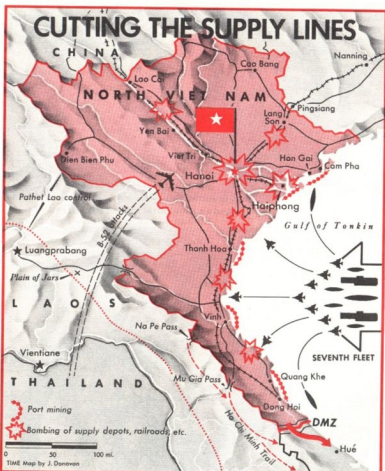 CUTTING THE SUPPLY LINES
CHINA
Nanning
Cao Bang
Lao Cai
NORTH VIET NAM
Pingsiang
Lang
Son
Yen Bai
Viet Tri
Hon Gai
Cam Pha
Dien Bien Phu
Hanoi
Haiphong
Pathet Lao control
Gulf of Tonkin
B-52 attacks
Luangprabang
Thanh Hoa
Plain of Jars
LAOS
Vinh
Na Pe Pass
SEVENTH FLEET
Vientiane
Mu Gia Pass
Quang Khe
THAILAND
Dong Hoi
Port mining
DMZ
Bombing of supply depots, railroads, etc.
Ho Chi Minh Trail
0 50 100 mi.
Hué
TIME Map by J. Donovan